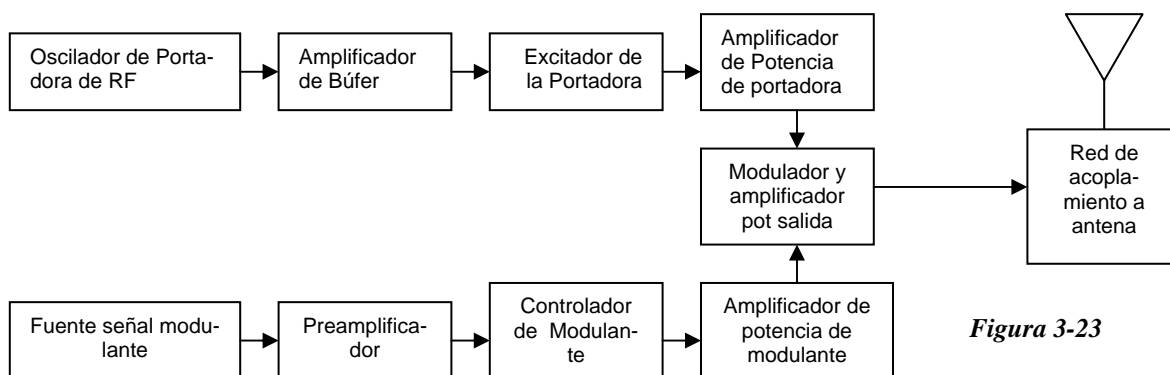 Oscilador de Porta-
dora de RF
Amplificador
de Búfer
Excitador de
la Portadora
Amplificador
de Potencia
de portadora
Modulador y
amplificador
pot salida
Red de
acopla-
miento a
antena
Fuente señal modu-
lante
Preamplifica-
dor
Controlador
de Modulan-
te
Amplificador de
potencia de
modulante
Figura 3-23